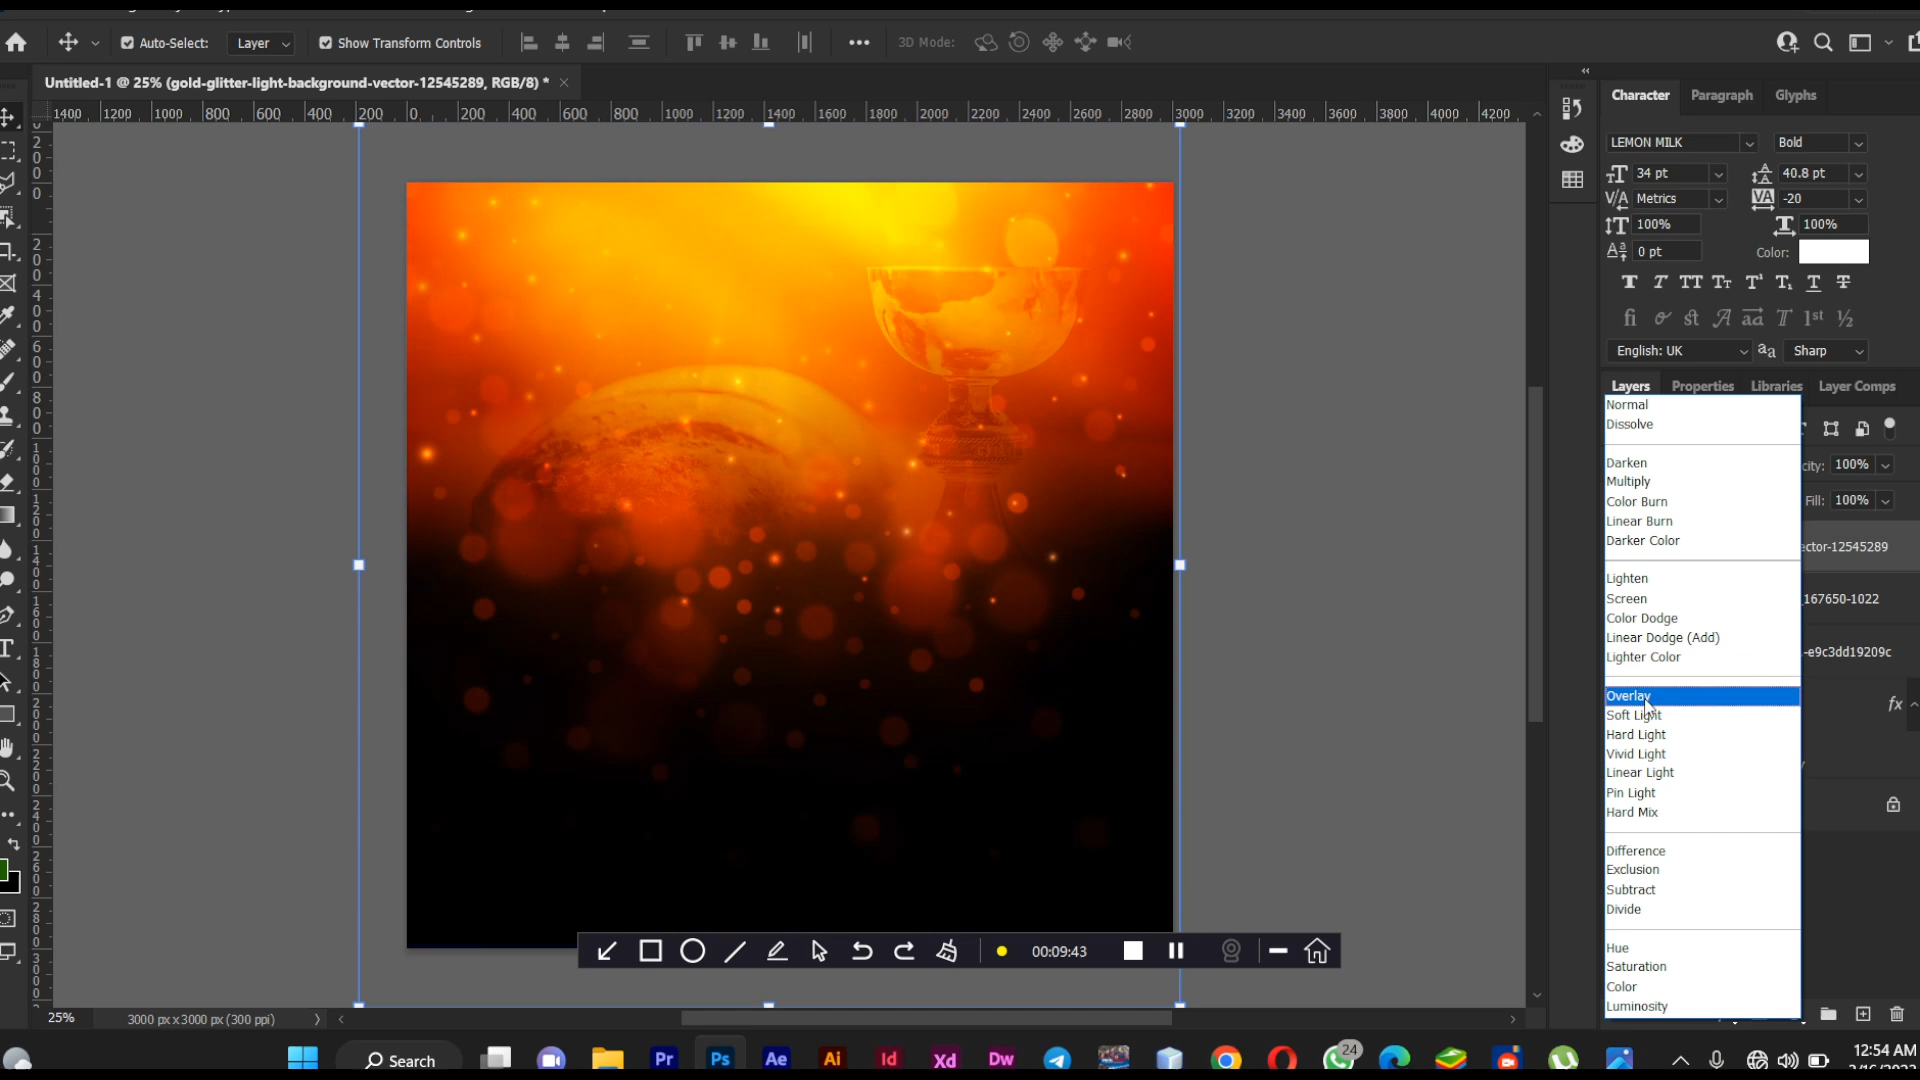 Auto-Select:
Layer
Show Transform Controls
3D Mode:
Untitled-1 @ 25% (gold-glitter-light-background-vector-12545289, RGB/8) *
1400 1200 1000 800 600 400 200 0 200 400 600 800 1000 1200 1400 1600 1800 2000 2200 2400 2600 2800 3000 3200 3400 3600 3800 4000 4200
Character Paragraph Glyphs
LEMON MILK Bold
34 pt 40.8 pt
Metrics -20
100% 100%
0 pt Color:
English: UK Sharp
Layers Properties Libraries Layer Comps
Normal
Dissolve
Darken
Multiply
Color Burn
Linear Burn
Darker Color
Lighten
Screen
Color Dodge
Linear Dodge (Add)
Lighter Color
Overlay
Soft Light
Hard Light
Vivid Light
Linear Light
Pin Light
Hard Mix
Difference
Exclusion
Subtract
Divide
Hue
Saturation
Color
Luminosity
city: 100%
Fill: 100%
ector-12545289
_167650-1022
-e9c3dd19209c
fx
00:09:43
25% 3000 px x 3000 px (300 ppi)
Search
Pr Ps Ae Ai Id Xd Dw
24
12:54 AM